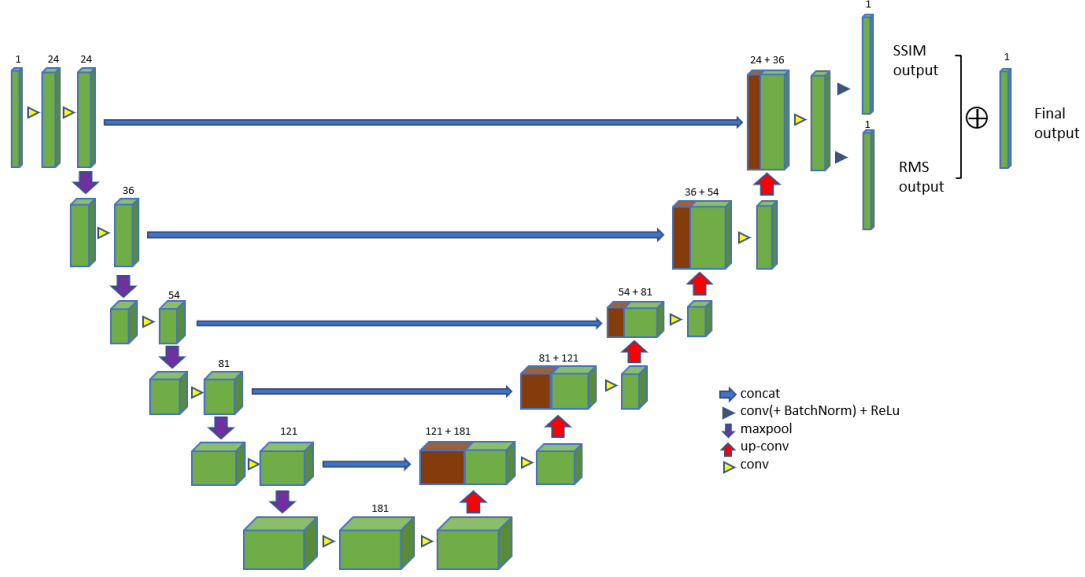 1
24
24
24 + 36
1
SSIM
output
1
Final
output
1
RMS
output
36
36 + 54
54
54 + 81
81
81 + 121
121
121 + 181
181
concat
conv(+ BatchNorm) + ReLu
maxpool
up-conv
conv